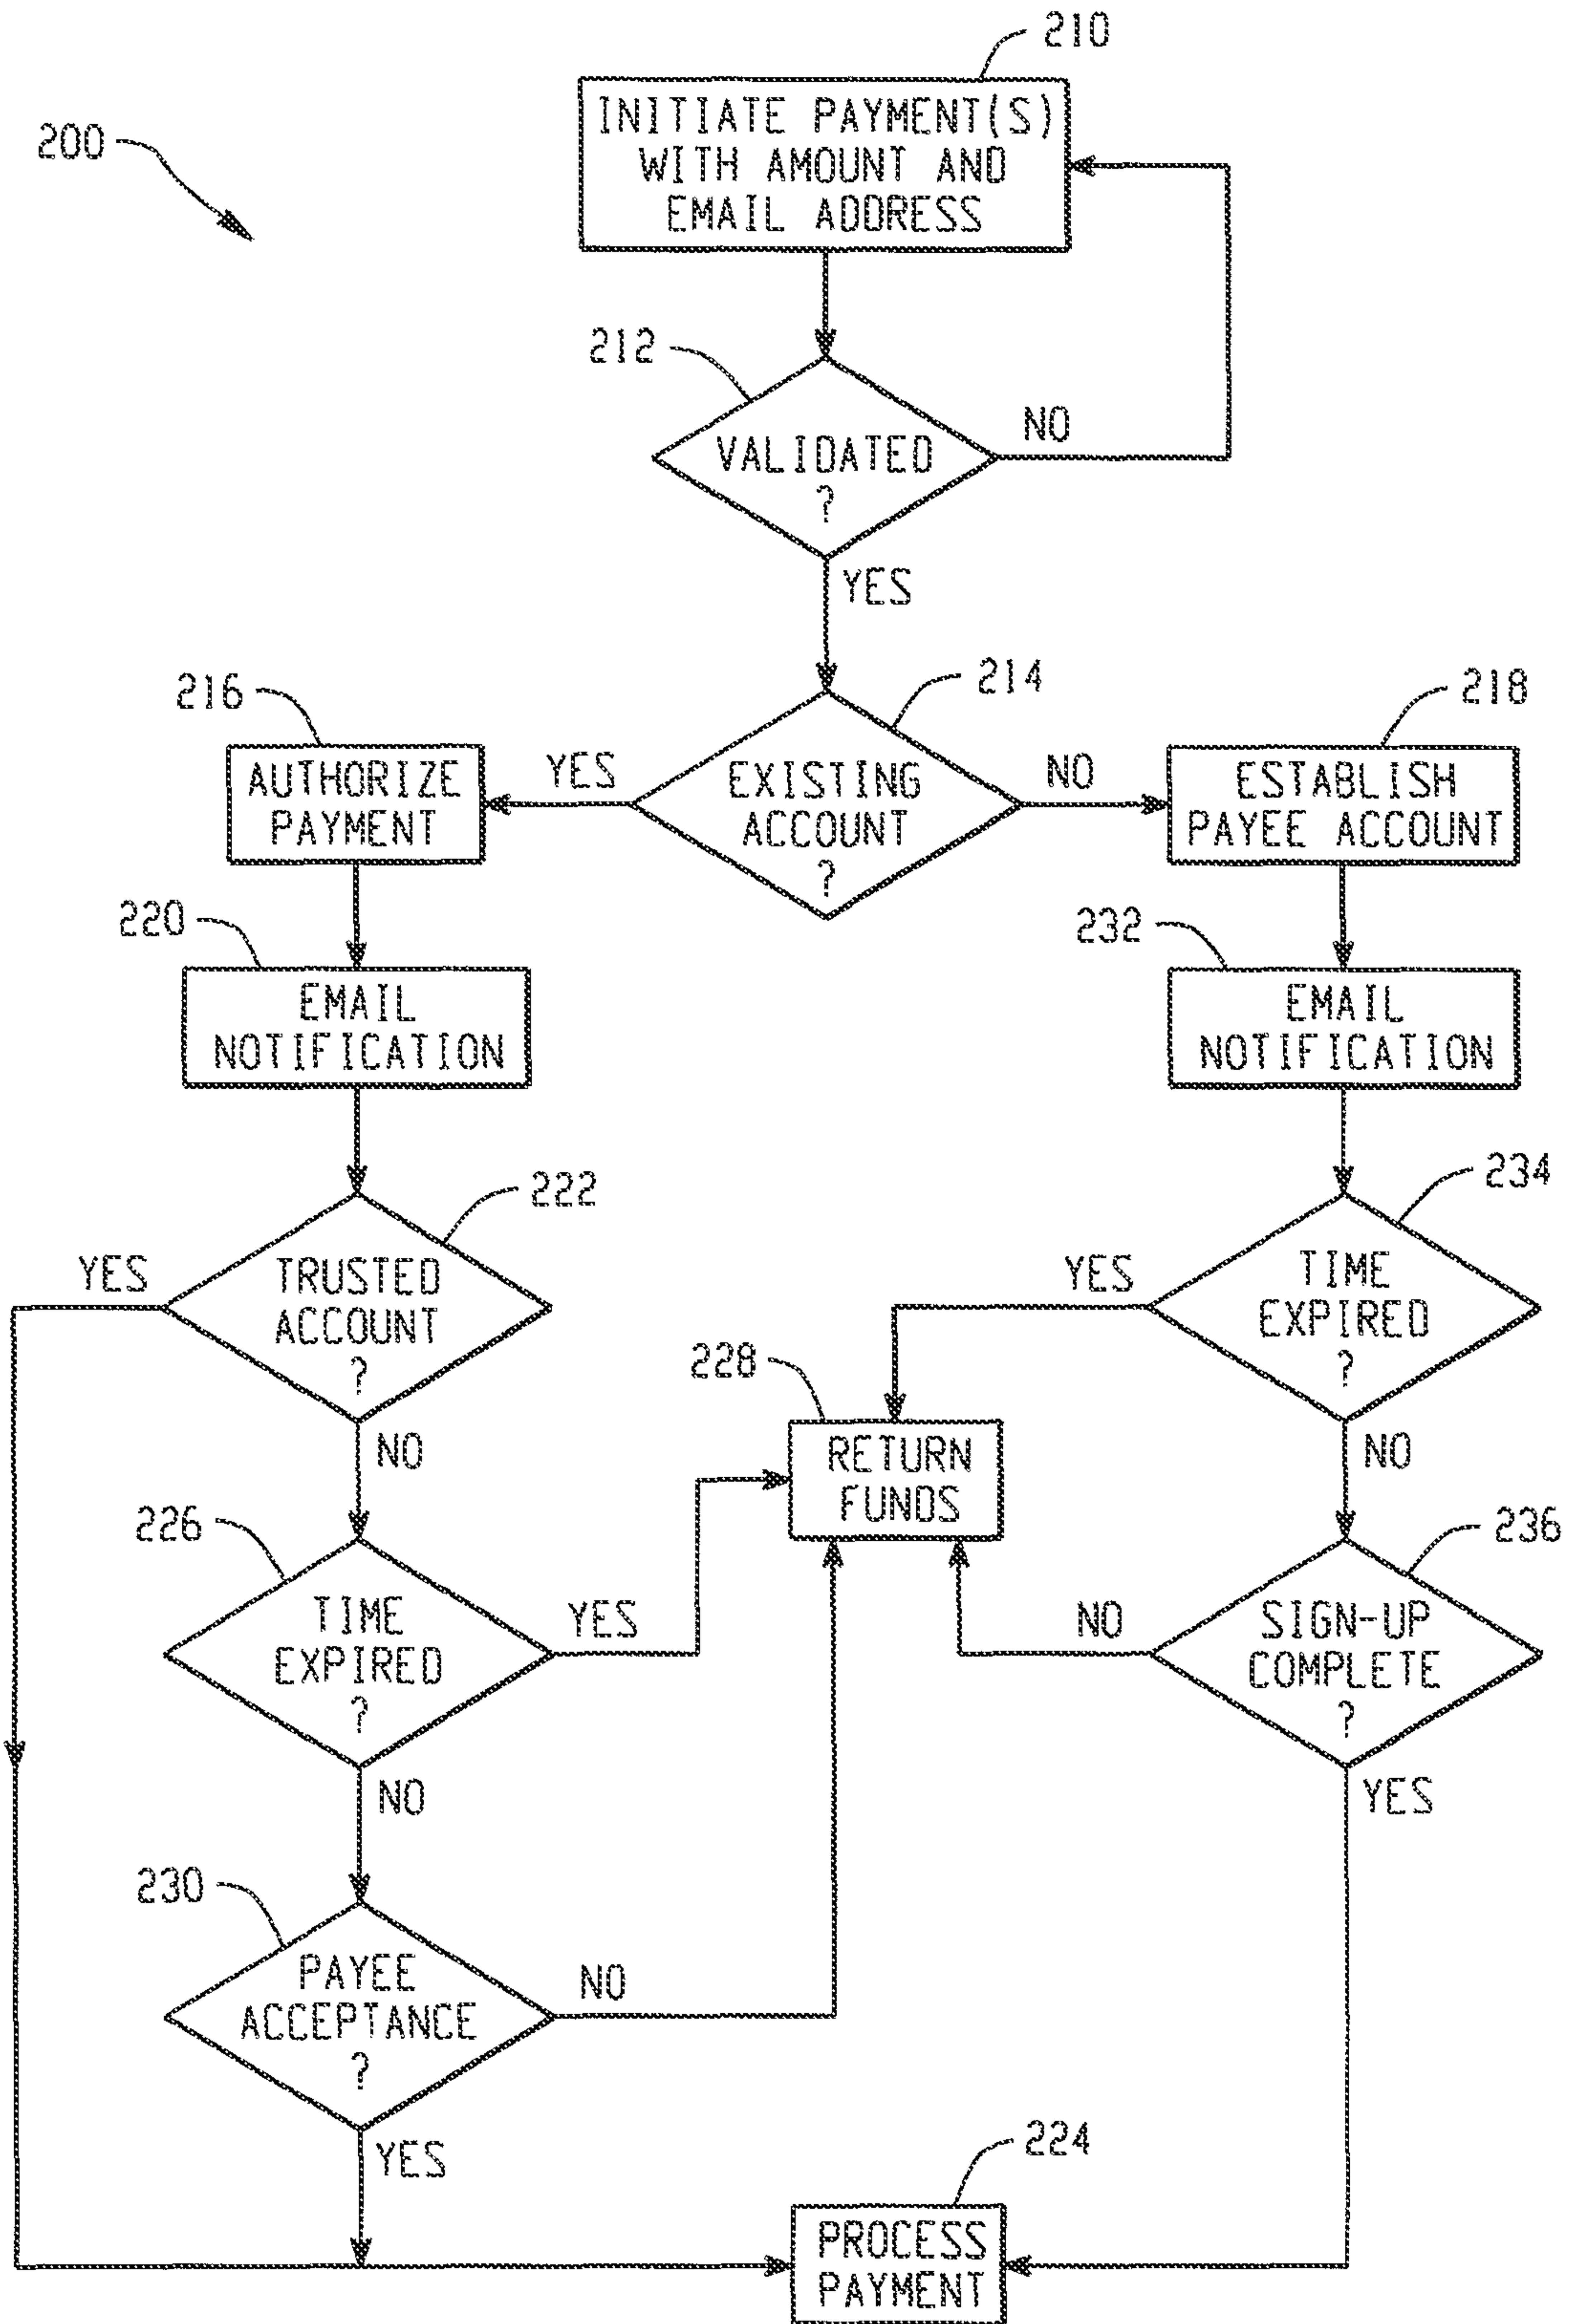 210
INITIATE PAYMENT(S)
WITH AMOUNT AND
EMAIL ADDRESS
200
212
VALIDATED
?
NO
YES
214
EXISTING
ACCOUNT
?
YES
NO
216
AUTHORIZE
PAYMENT
218
ESTABLISH
PAYEE ACCOUNT
220
EMAIL
NOTIFICATION
232
EMAIL
NOTIFICATION
222
TRUSTED
ACCOUNT
?
YES
NO
234
TIME
EXPIRED
?
YES
NO
228
RETURN
FUNDS
226
TIME
EXPIRED
?
YES
NO
236
SIGN-UP
COMPLETE
?
NO
YES
230
PAYEE
ACCEPTANCE
?
NO
YES
224
PROCESS
PAYMENT